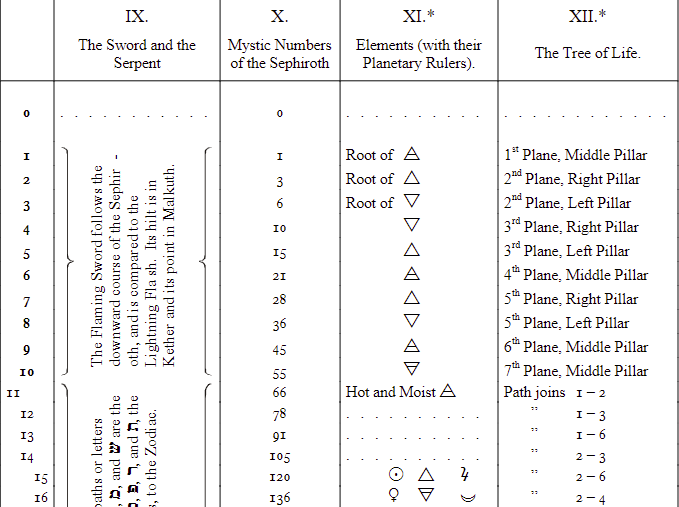 IX. X. XI.* XII.*
The Sword and the Serpent Mystic Numbers of the Sephiroth Elements (with their Planetary Rulers). The Tree of Life.
0 . . . . . . . . . . . 0 . . . . . . . . . . . . . . . . . . . .
1 1 Root of 🜁 1st Plane, Middle Pillar
2 3 Root of 🜂 2nd Plane, Right Pillar
3 6 Root of 🜄 2nd Plane, Left Pillar
4 10 🜄 3rd Plane, Right Pillar
5 15 🜂 3rd Plane, Left Pillar
6 21 🜁 4th Plane, Middle Pillar
7 28 🜂 5th Plane, Right Pillar
8 36 🜄 5th Plane, Left Pillar
9 45 🜁 6th Plane, Middle Pillar
10 55 🜃 7th Plane, Middle Pillar
The Flaming Sword follows the
downward course of the Sephir -
oth, and is compared to the
Lightning Fla sh. Its hilt is in
Kether and its point in Malkuth.
11 66 Hot and Moist 🜁 Path joins 1 – 2
12 78 . . . . . . . . . " 1 – 3
13 91 . . . . . . . . . " 1 – 6
14 105 . . . . . . . . . " 2 – 3
15 120 ☉ 🜂 ♃ " 2 – 6
16 136 ♀ 🜃 " 2 – 4
paths or letters
מ, and ש are the
ר, and ת, the
, to the Zodiac.